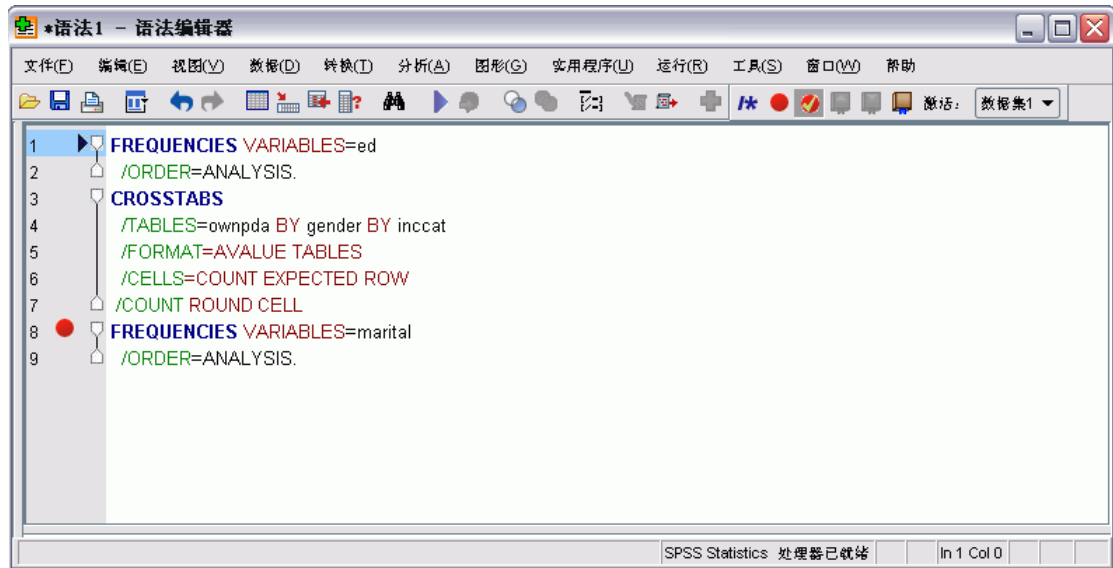 *语法1 - 语法编辑器
文件(F) 编辑(E) 视图(V) 数据(D) 转换(T) 分析(A) 图形(G) 实用程序(U) 运行(R) 工具(S) 窗口(W) 帮助
激活: 数据集1
1 FREQUENCIES VARIABLES=ed
2 /ORDER=ANALYSIS.
3 CROSSTABS
4 /TABLES=ownpda BY gender BY inccat
5 /FORMAT=AVALUE TABLES
6 /CELLS=COUNT EXPECTED ROW
7 /COUNT ROUND CELL
8 FREQUENCIES VARIABLES=marital
9 /ORDER=ANALYSIS.
SPSS Statistics 处理器已就绪 In 1 Col 0